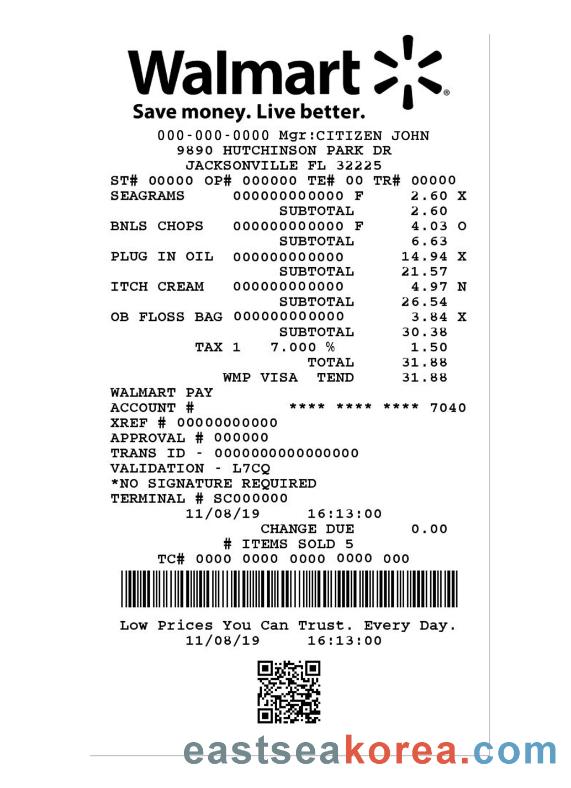 Walmart
®
Save money. Live better.
000-000-0000 Mgr:CITIZEN JOHN
9890 HUTCHINSON PARK DR
JACKSONVILLE FL 32225
ST# 00000 OP# 000000 TE# 00 TR# 00000
SEAGRAMS 000000000000 F 2.60 X
SUBTOTAL 2.60
BNLS CHOPS 000000000000 F 4.03 O
SUBTOTAL 6.63
PLUG IN OIL 000000000000 14.94 X
SUBTOTAL 21.57
ITCH CREAM 000000000000 4.97 N
SUBTOTAL 26.54
OB FLOSS BAG 000000000000 3.84 X
SUBTOTAL 30.38
TAX 1 7.000 % 1.50
TOTAL 31.88
WMP VISA TEND 31.88
WALMART PAY
ACCOUNT # **** **** **** 7040
XREF # 00000000000
APPROVAL # 000000
TRANS ID - 0000000000000000
VALIDATION - L7CQ
*NO SIGNATURE REQUIRED
TERMINAL # SC000000
11/08/19 16:13:00
CHANGE DUE 0.00
# ITEMS SOLD 5
TC# 0000 0000 0000 0000 000
Low Prices You Can Trust. Every Day.
11/08/19 16:13:00
eastseakorea.com